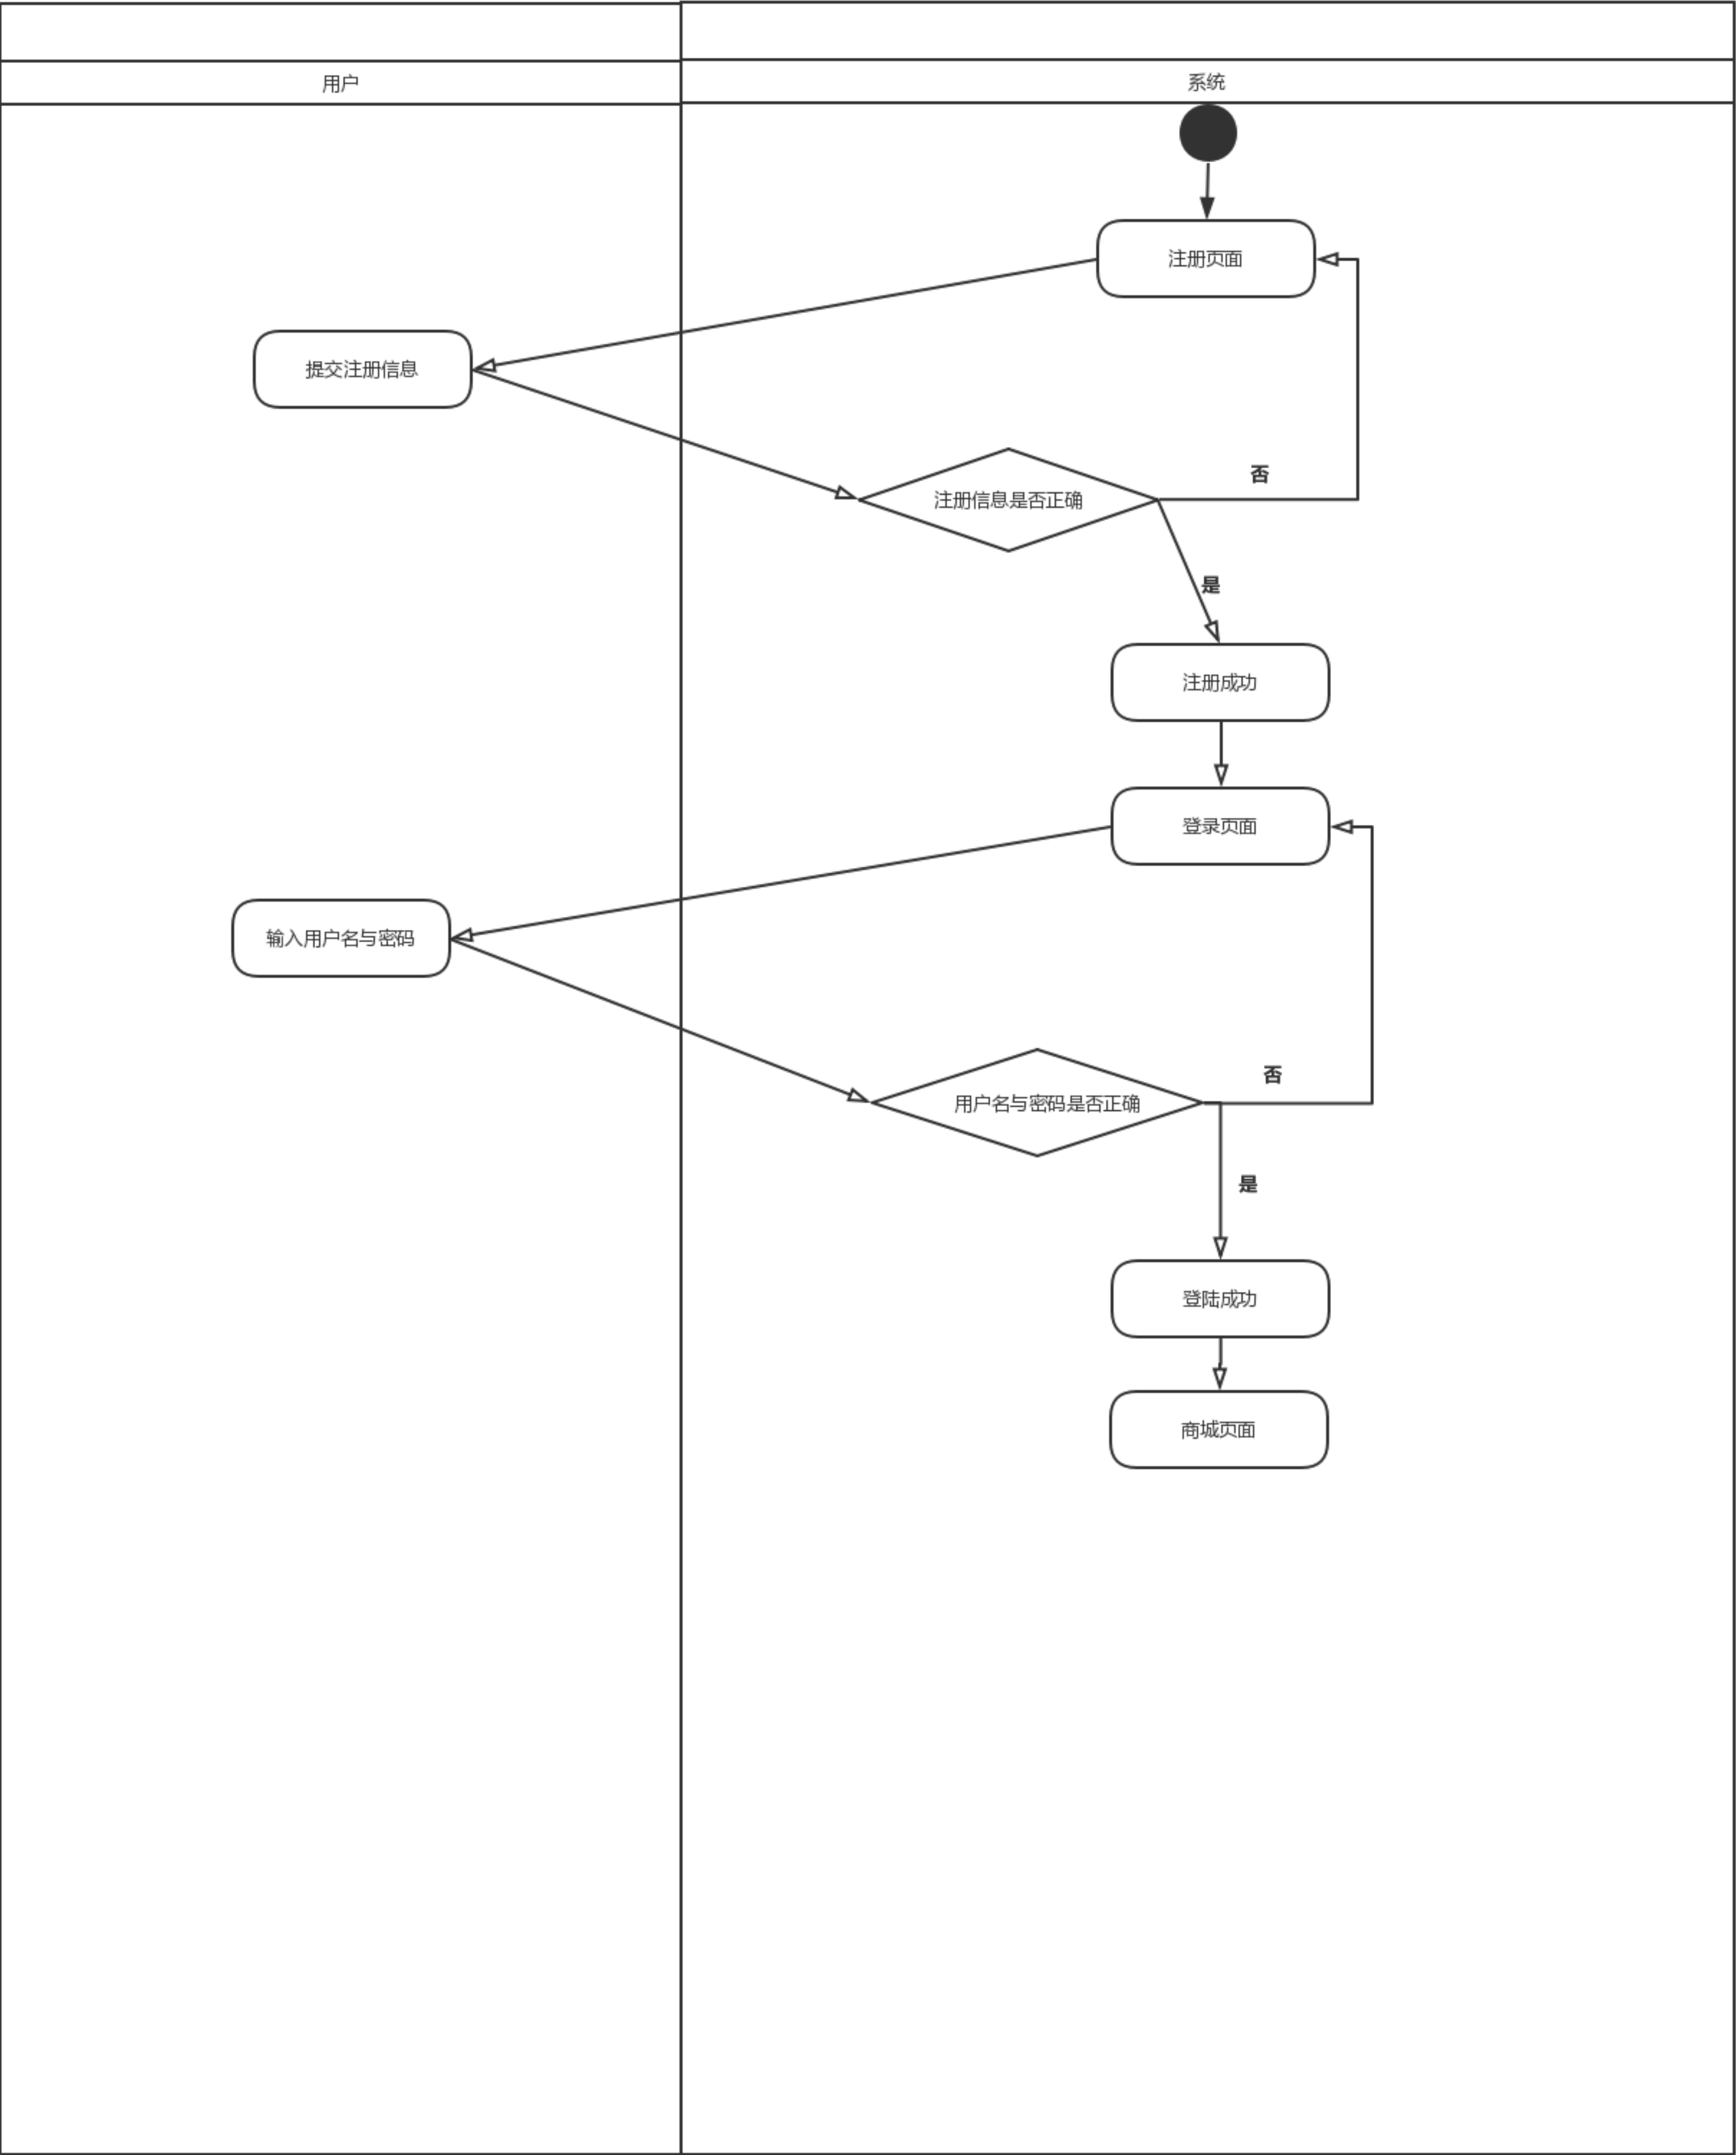 用户
系统
注册页面
提交注册信息
否
注册信息是否正确
是
注册成功
登录页面
输入用户名与密码
否
用户名与密码是否正确
是
登陆成功
商城页面